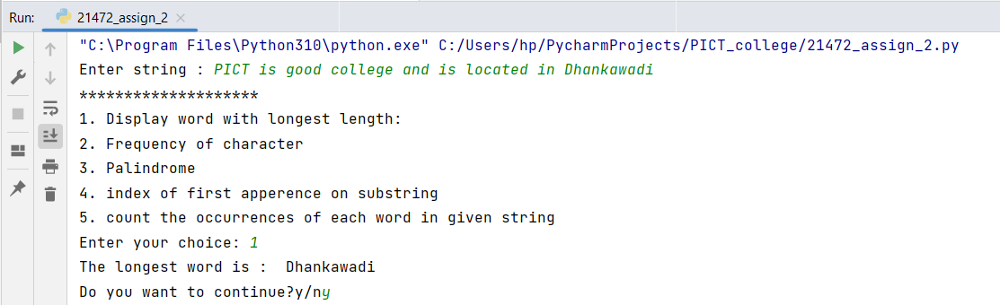 Run: 21472_assign_2
"C:\Program Files\Python310\python.exe" C:/Users/hp/PycharmProjects/PICT_college/21472_assign_2.py
Enter string : PICT is good college and is located in Dhankawadi
********************
1. Display word with longest length:
2. Frequency of character
3. Palindrome
4. index of first apperence on substring
5. count the occurrences of each word in given string
Enter your choice: 1
The longest word is :  Dhankawadi
Do you want to continue?y/ny